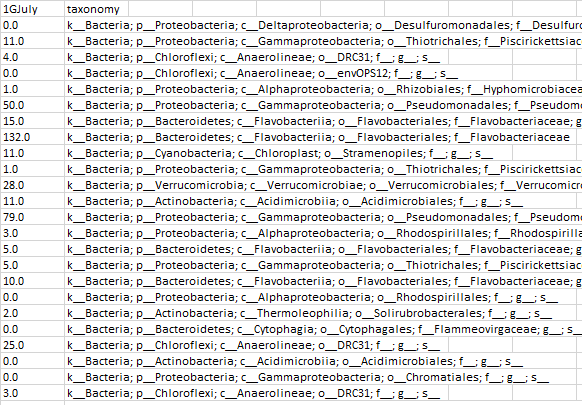 1GJuly taxonomy
0.0 k__Bacteria; p__Proteobacteria; c__Deltaproteobacteria; o__Desulfuromonadales; f__Desulfuro
11.0 k__Bacteria; p__Proteobacteria; c__Gammaproteobacteria; o__Thiotrichales; f__Piscirickettsiac
4.0 k__Bacteria; p__Chloroflexi; c__Anaerolineae; o__DRC31; f__; g__; s__
0.0 k__Bacteria; p__Chloroflexi; c__Anaerolineae; o__envOPS12; f__; g__; s__
1.0 k__Bacteria; p__Proteobacteria; c__Alphaproteobacteria; o__Rhizobiales; f__Hyphomicrobiacea
50.0 k__Bacteria; p__Proteobacteria; c__Gammaproteobacteria; o__Pseudomonadales; f__Pseudomo
15.0 k__Bacteria; p__Bacteroidetes; c__Flavobacteriia; o__Flavobacteriales; f__Flavobacteriaceae; g
132.0 k__Bacteria; p__Bacteroidetes; c__Flavobacteriia; o__Flavobacteriales; f__Flavobacteriaceae
11.0 k__Bacteria; p__Cyanobacteria; c__Chloroplast; o__Stramenopiles; f__; g__; s__
1.0 k__Bacteria; p__Proteobacteria; c__Gammaproteobacteria; o__Thiotrichales; f__Piscirickettsiac
28.0 k__Bacteria; p__Verrucomicrobia; c__Verrucomicrobiae; o__Verrucomicrobiales; f__Verrucomicr
11.0 k__Bacteria; p__Actinobacteria; c__Acidimicrobiia; o__Acidimicrobiales; f__; g__; s__
79.0 k__Bacteria; p__Proteobacteria; c__Gammaproteobacteria; o__Pseudomonadales; f__Pseudomo
3.0 k__Bacteria; p__Proteobacteria; c__Alphaproteobacteria; o__Rhodospirillales; f__Rhodospirilla
5.0 k__Bacteria; p__Bacteroidetes; c__Flavobacteriia; o__Flavobacteriales; f__Flavobacteriaceae; g
5.0 k__Bacteria; p__Proteobacteria; c__Gammaproteobacteria; o__Thiotrichales; f__Piscirickettsiac
10.0 k__Bacteria; p__Bacteroidetes; c__Flavobacteriia; o__Flavobacteriales; f__Flavobacteriaceae; g
0.0 k__Bacteria; p__Proteobacteria; c__Alphaproteobacteria; o__Rhodospirillales; f__; g__; s__
2.0 k__Bacteria; p__Actinobacteria; c__Thermoleophilia; o__Solirubrobacterales; f__; g__; s__
0.0 k__Bacteria; p__Bacteroidetes; c__Cytophagia; o__Cytophagales; f__Flammeovirgaceae; g__; s__
25.0 k__Bacteria; p__Chloroflexi; c__Anaerolineae; o__DRC31; f__; g__; s__
0.0 k__Bacteria; p__Actinobacteria; c__Acidimicrobiia; o__Acidimicrobiales; f__; g__; s__
0.0 k__Bacteria; p__Proteobacteria; c__Gammaproteobacteria; o__Chromatiales; f__; g__; s__
3.0 k__Bacteria; p__Chloroflexi; c__Anaerolineae; o__DRC31; f__; g__; s__